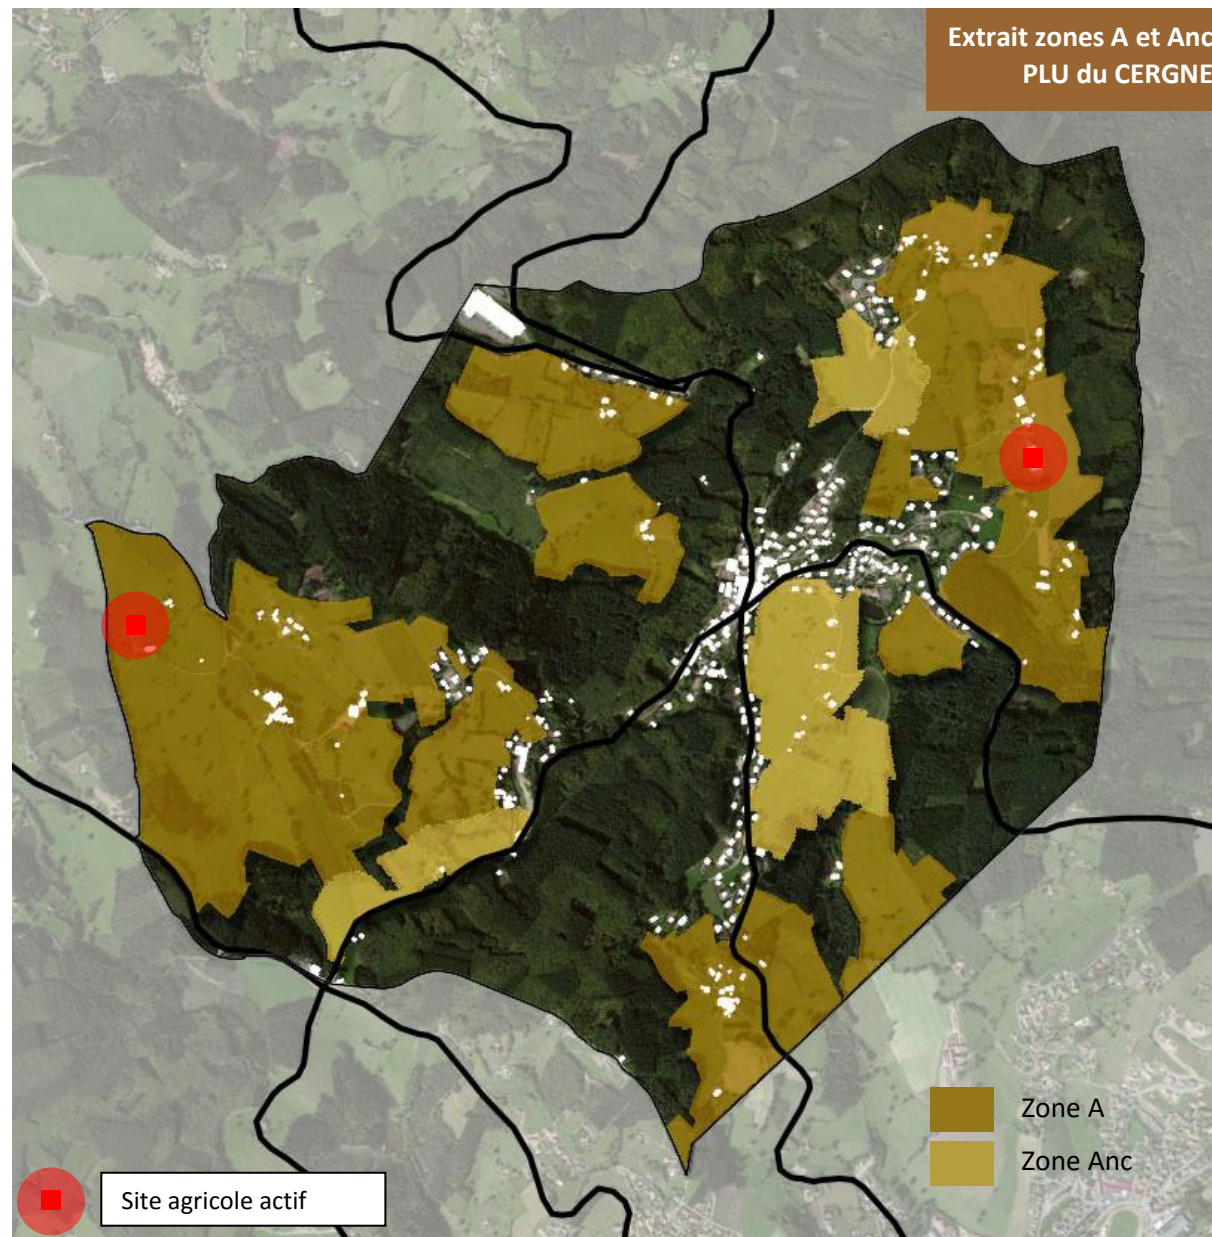 Extrait zones A et Anc
PLU du CERGNE
Zone A
Zone Anc
Site agricole actif